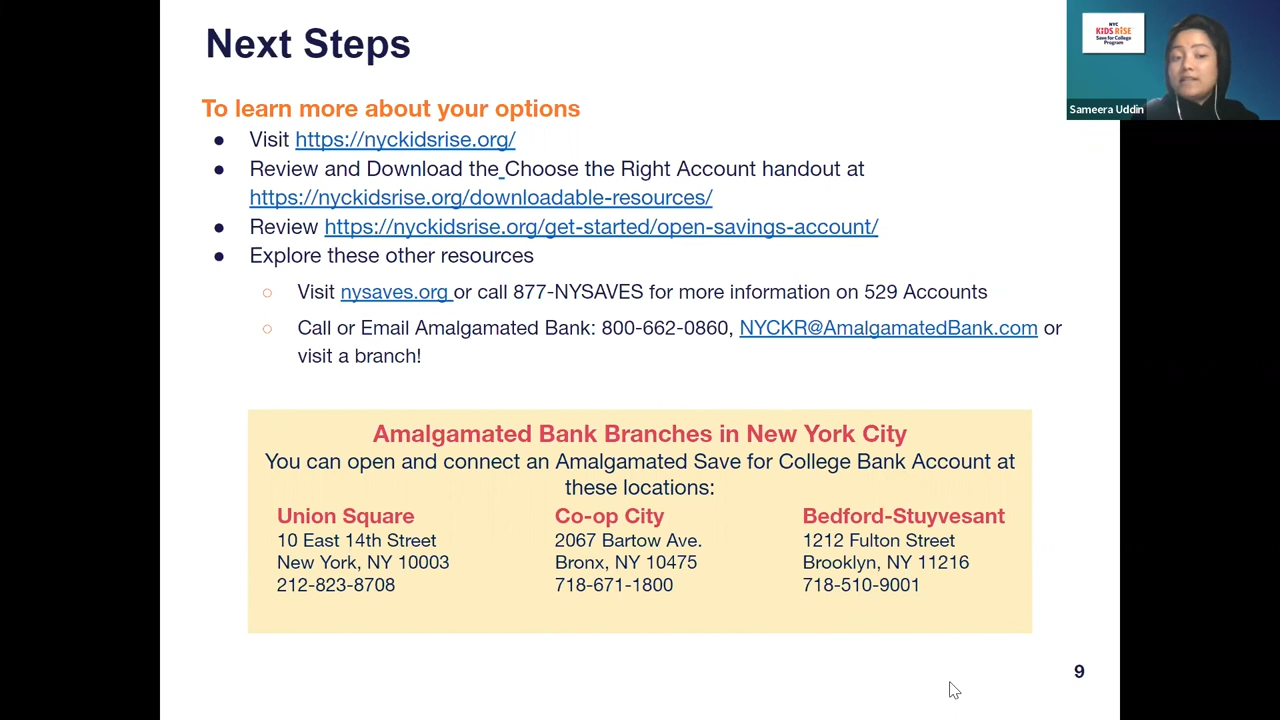 Next Steps
NYC
KiDS RiSE
Save for College
Program
Sameera Uddin
To learn more about your options
● Visit https://nyckidsrise.org/
● Review and Download the Choose the Right Account handout at
https://nyckidsrise.org/downloadable-resources/
● Review https://nyckidsrise.org/get-started/open-savings-account/
● Explore these other resources
○ Visit nysaves.org or call 877-NYSAVES for more information on 529 Accounts
○ Call or Email Amalgamated Bank: 800-662-0860, NYCKR@AmalgamatedBank.com or
visit a branch!
Amalgamated Bank Branches in New York City
You can open and connect an Amalgamated Save for College Bank Account at
these locations:
Union Square
10 East 14th Street
New York, NY 10003
212-823-8708
Co-op City
2067 Bartow Ave.
Bronx, NY 10475
718-671-1800
Bedford-Stuyvesant
1212 Fulton Street
Brooklyn, NY 11216
718-510-9001
9